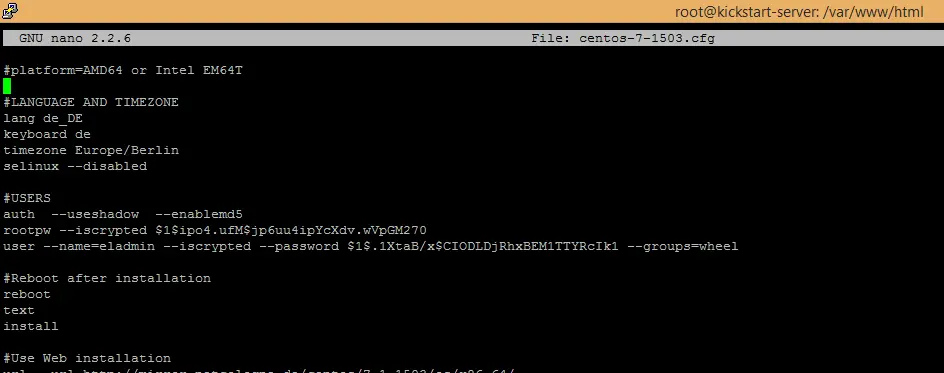 root@kickstart-server: /var/www/html
GNU nano 2.2.6 File: centos-7-1503.cfg
#platform=AMD64 or Intel EM64T
#LANGUAGE AND TIMEZONE
lang de_DE
keyboard de
timezone Europe/Berlin
selinux --disabled
#USERS
auth --useshadow --enablemd5
rootpw --iscrypted $1$ipo4.ufM$jp6uu4ipYcXdv.wVpGM270
user --name=eladmin --iscrypted --password $1$.1XtaB/x$CIODLDjRhxBEM1TTYRcIk1 --groups=wheel
#Reboot after installation
reboot
text
install
#Use Web installation